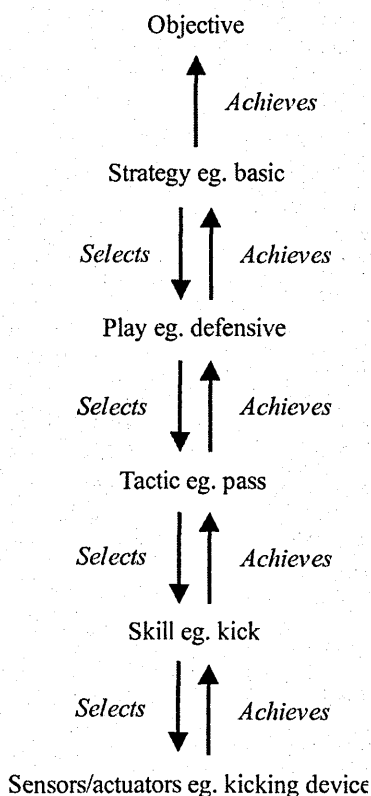 Objective
Achieves
Strategy eg. basic
Selects Achieves
Play eg. defensive
Selects Achieves
Tactic eg. pass
Selects Achieves
Skill eg. kick
Selects Achieves
Sensors/actuators eg. kicking device